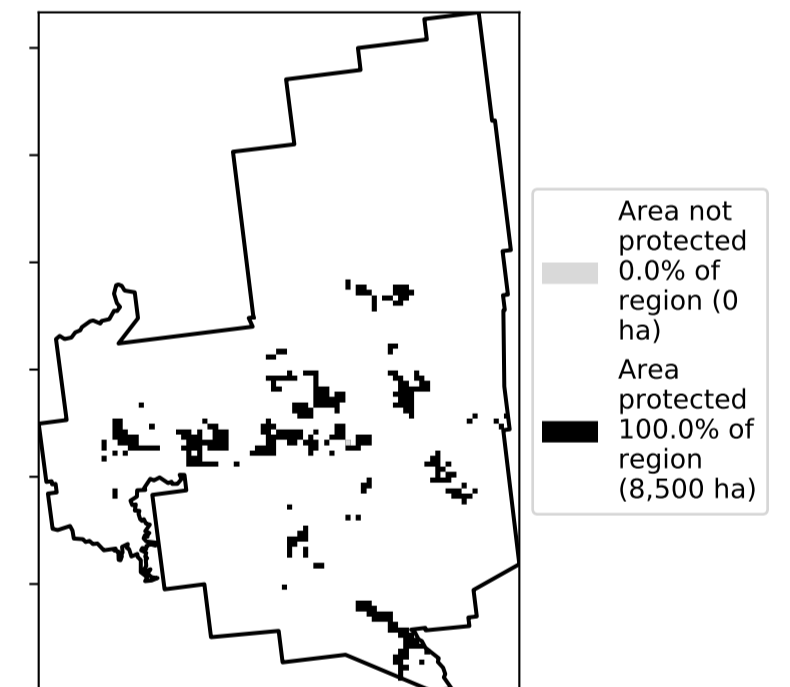 Area not
protected
0.0% of
region (0
ha)
Area
protected
100.0% of
region
(8,500 ha)